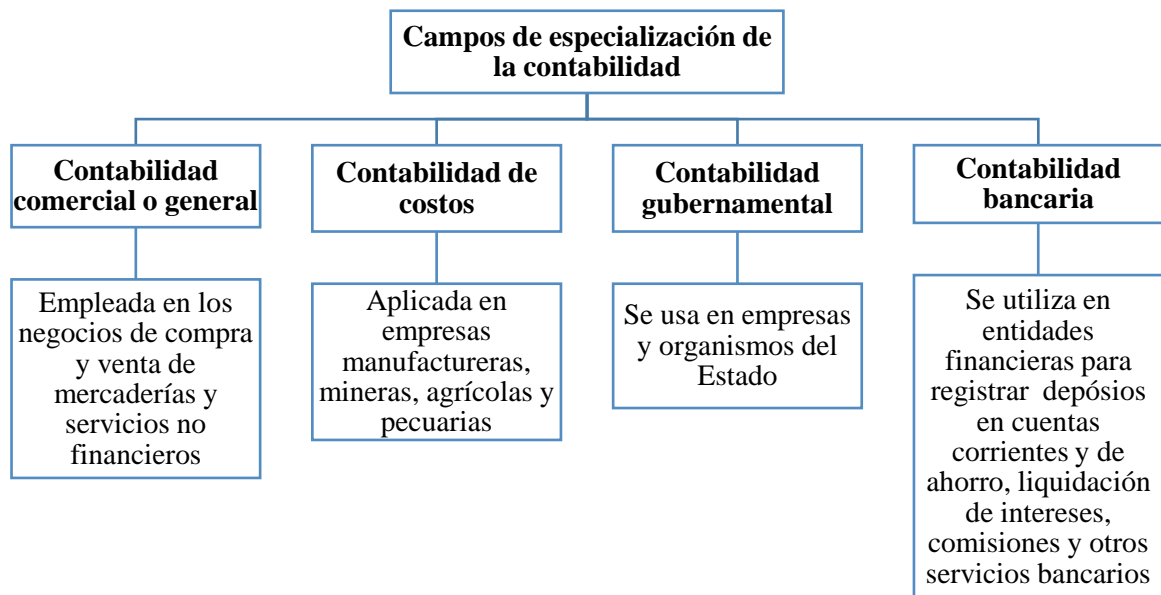 Campos de especialización de
la contabilidad
Contabilidad
comercial o general
Empleada en los
negocios de compra
y venta de
mercaderías y
servicios no
financieros
Contabilidad de
costos
Aplicada en
empresas
manufactureras,
mineras, agrícolas y
pecuarias
Contabilidad
gubernamental
Se usa en empresas
y organismos del
Estado
Contabilidad
bancaria
Se utiliza en
entidades
financieras para
registrar depósios
en cuentas
corrientes y de
ahorro, liquidación
de intereses,
comisiones y otros
servicios bancarios